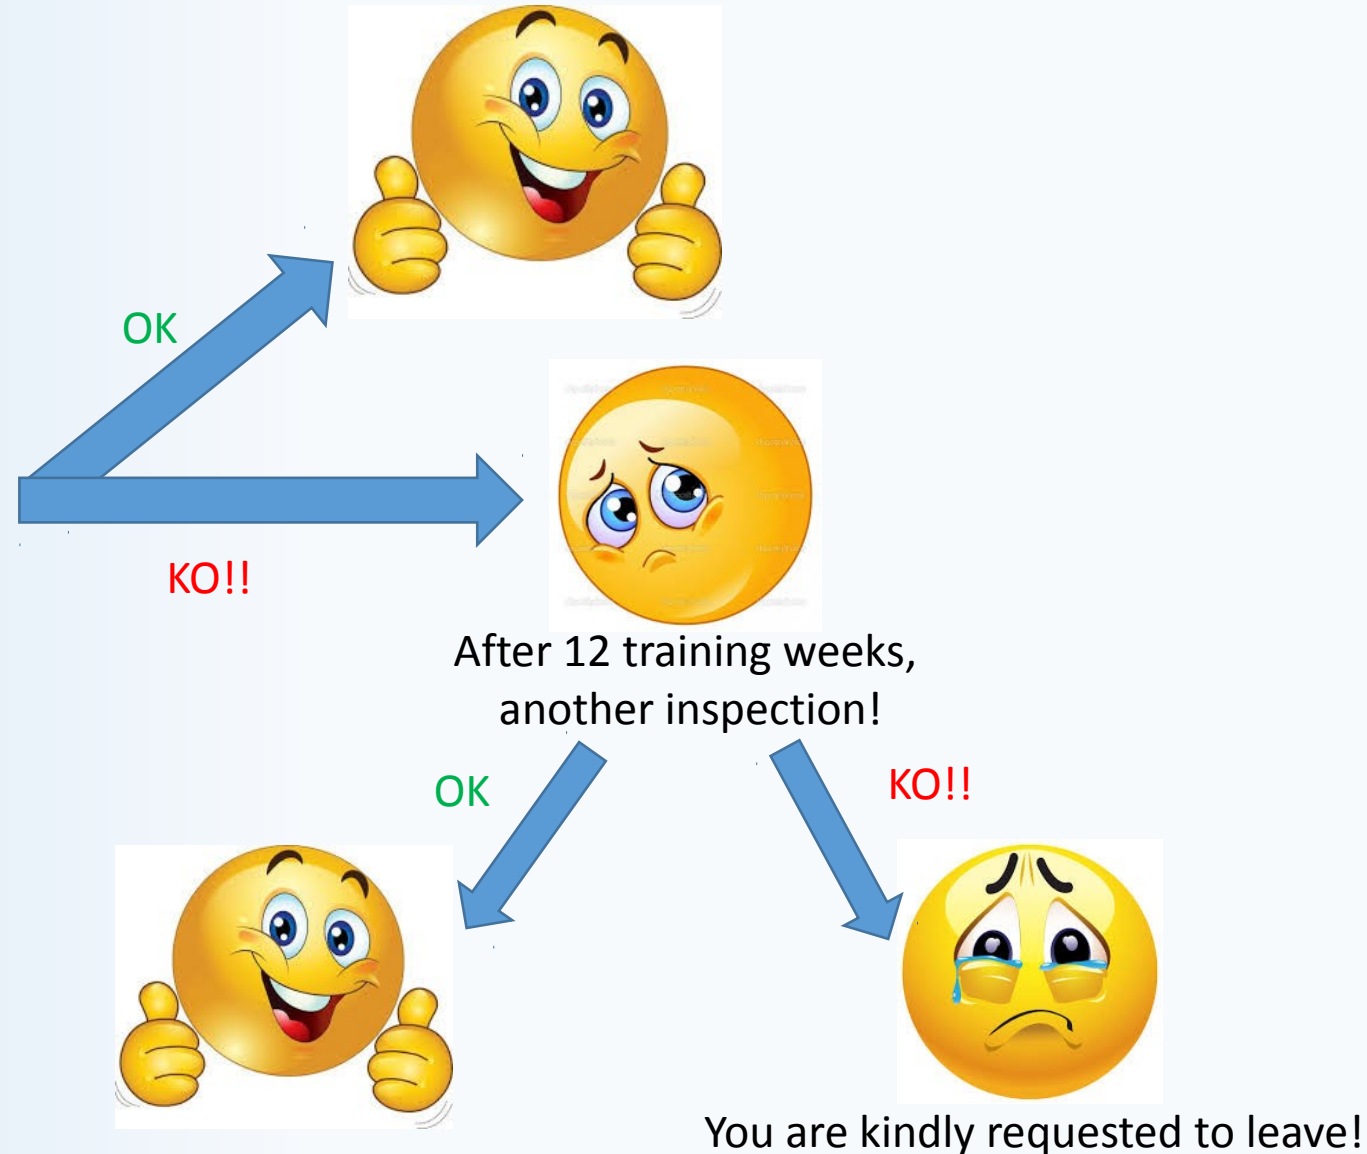 OK
KO!!
After 12 training weeks,
another inspection!
OK
KO!!
You are kindly requested to leave!